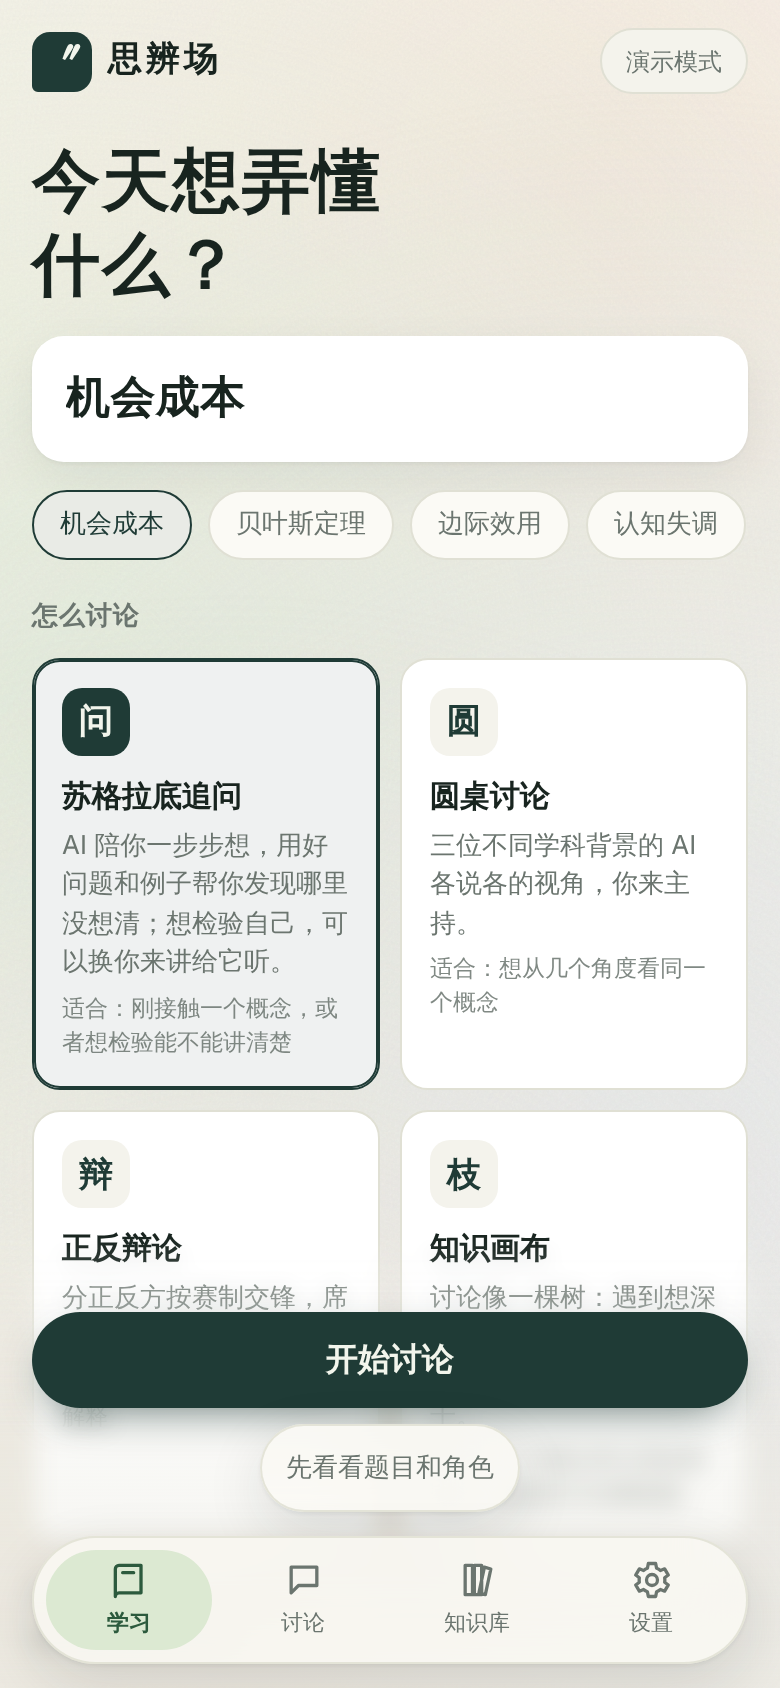 思辨场
演示模式
今天想弄懂
什么？
机会成本
机会成本
贝叶斯定理
边际效用
认知失调
怎么讨论
问
苏格拉底追问
AI 陪你一步步想，用好
问题和例子帮你发现哪里
没想清；想检验自己，可
以换你来讲给它听。
适合：刚接触一个概念，或
者想检验能不能讲清楚
圆
圆桌讨论
三位不同学科背景的 AI
各说各的视角，你来主
持。
适合：想从几个角度看同一
个概念
辩
正反辩论
分正反方按赛制交锋，席
解释
枝
知识画布
讨论像一棵树：遇到想深
开始讨论
先看看题目和角色
学习
讨论
知识库
设置